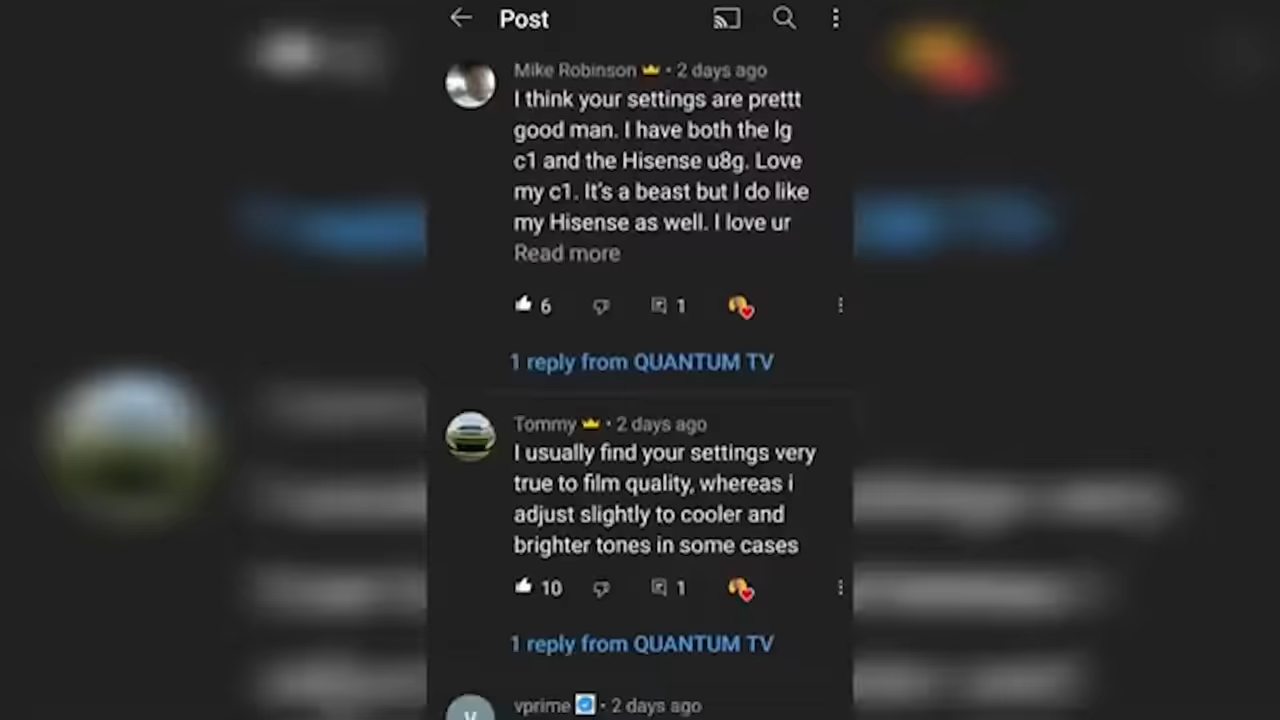 Post
Mike Robinson • 2 days ago
I think your settings are prettt
good man. I have both the lg
c1 and the Hisense u8g. Love
my c1. It's a beast but I do like
my Hisense as well. I love ur
Read more
6 1
1 reply from QUANTUM TV
Tommy • 2 days ago
I usually find your settings very
true to film quality, whereas i
adjust slightly to cooler and
brighter tones in some cases
10 1
1 reply from QUANTUM TV
V vprime • 2 days ago